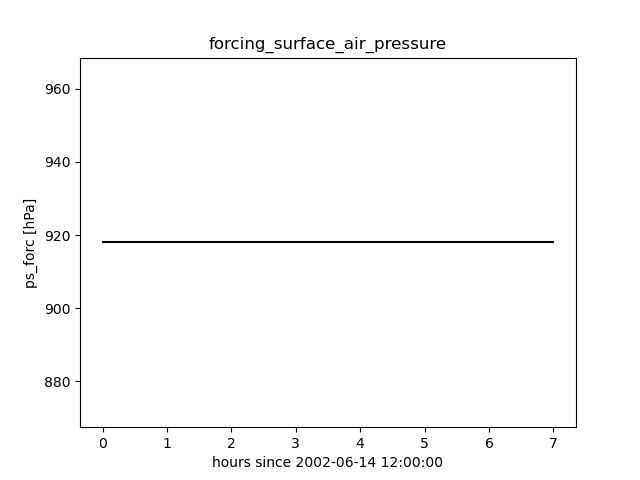 forcing_surface_air_pressure
ps_forc [hPa]
960
940
920
900
880
0 1 2 3 4 5 6 7
hours since 2002-06-14 12:00:00